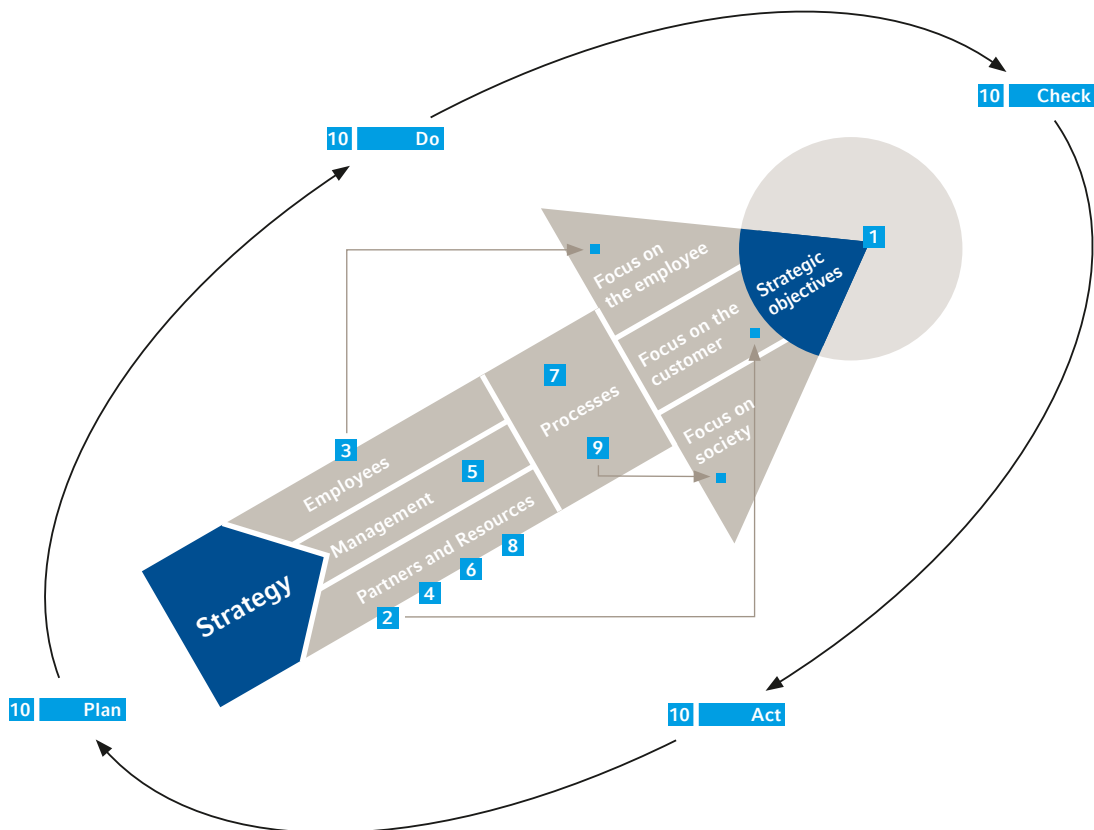 10 Check
10 Do
1
Focus on
the employee
Strategic
objectives
Focus on the
customer
7
Processes
Focus on
society
9
3
Employees
5
Management
Partners and Resources
8
6
4
2
Strategy
10 Plan
10 Act